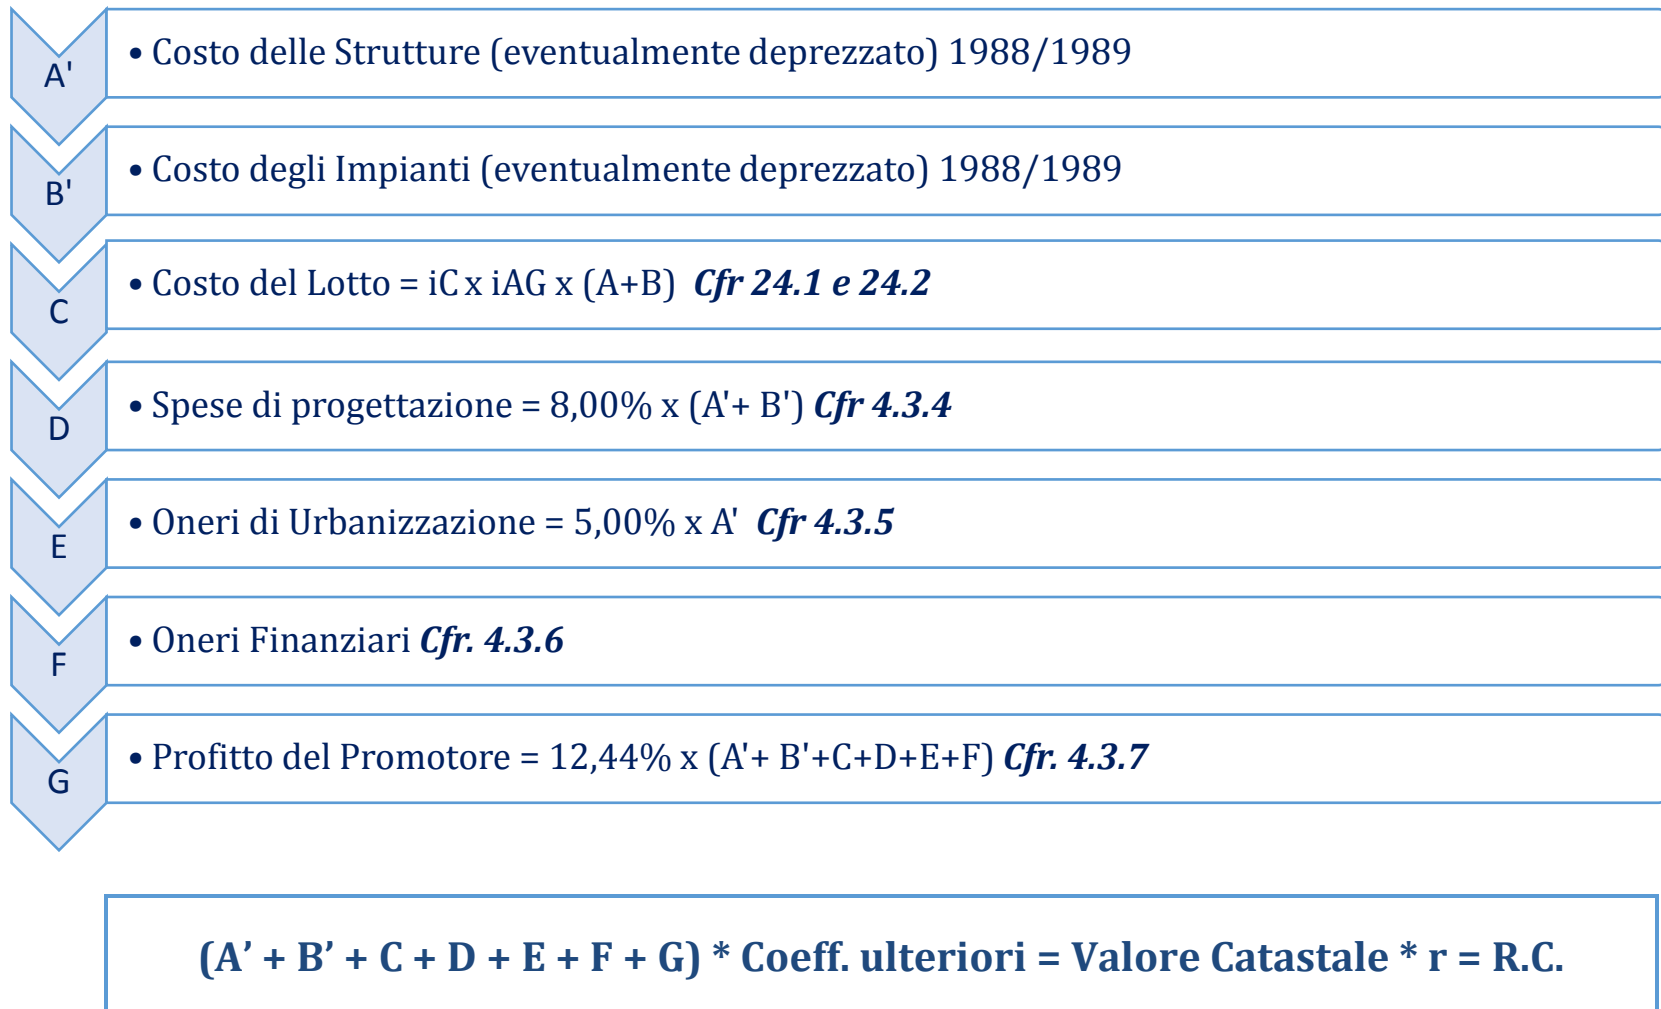 A'
• Costo delle Strutture (eventualmente deprezzato) 1988/1989
B'
• Costo degli Impianti (eventualmente deprezzato) 1988/1989
C
• Costo del Lotto = iC x iAG x (A+B) Cfr 24.1 e 24.2
D
• Spese di progettazione = 8,00% x (A'+ B') Cfr 4.3.4
E
• Oneri di Urbanizzazione = 5,00% x A' Cfr 4.3.5
F
• Oneri Finanziari Cfr. 4.3.6
G
• Profitto del Promotore = 12,44% x (A'+ B'+C+D+E+F) Cfr. 4.3.7
(A’ + B’ + C + D + E + F + G) * Coeff. ulteriori = Valore Catastale * r = R.C.